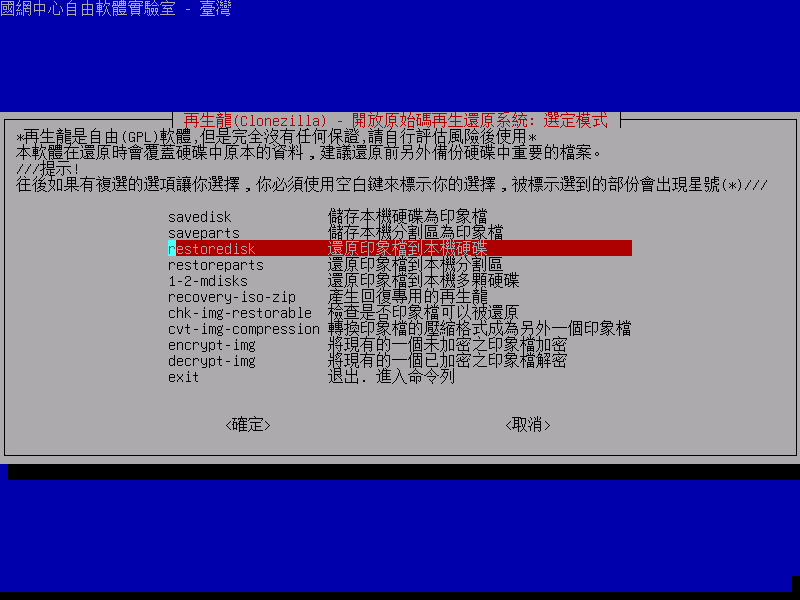 國網中心自由軟體實驗室 - 臺灣
再生龍(Clonezilla) - 開放原始碼再生還原系統: 選定模式
*再生龍是自由(GPL)軟體,但是完全沒有任何保證,請自行評估風險後使用*
本軟體在還原時會覆蓋硬碟中原本的資料,建議還原前另外備份硬碟中重要的檔案。
///提示!
往後如果有複選的選項讓你選擇,你必須使用空白鍵來標示你的選擇,被標示選到的部份會出現星號(*)///
savedisk 儲存本機硬碟為印象檔
saveparts 儲存本機分割區為印象檔
restoredisk 還原印象檔到本機硬碟
restoreparts 還原印象檔到本機分割區
1-2-mdisks 還原印象檔到本機多顆硬碟
recovery-iso-zip 產生回復專用的再生龍
chk-img-restorable 檢查是否印象檔可以被還原
cvt-img-compression 轉換印象檔的壓縮格式成為另外一個印象檔
encrypt-img 將現有的一個未加密之印象檔加密
decrypt-img 將現有的一個已加密之印象檔解密
exit 退出. 進入命令列
<確定> <取消>